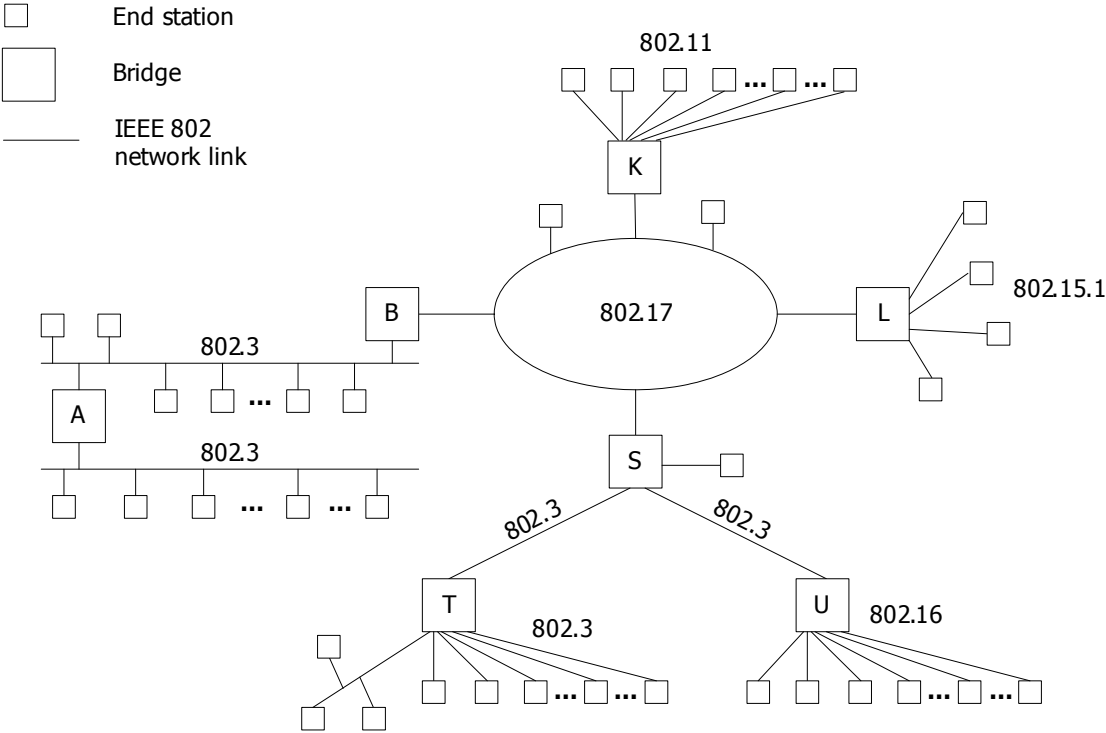 End station
Bridge
IEEE 802
network link
802.11
... ...
K
802.17
B
L
802.15.1
802.3
A
...
802.3
... ...
S
802.3
802.3
T
U
802.3
802.16
... ...
... ...